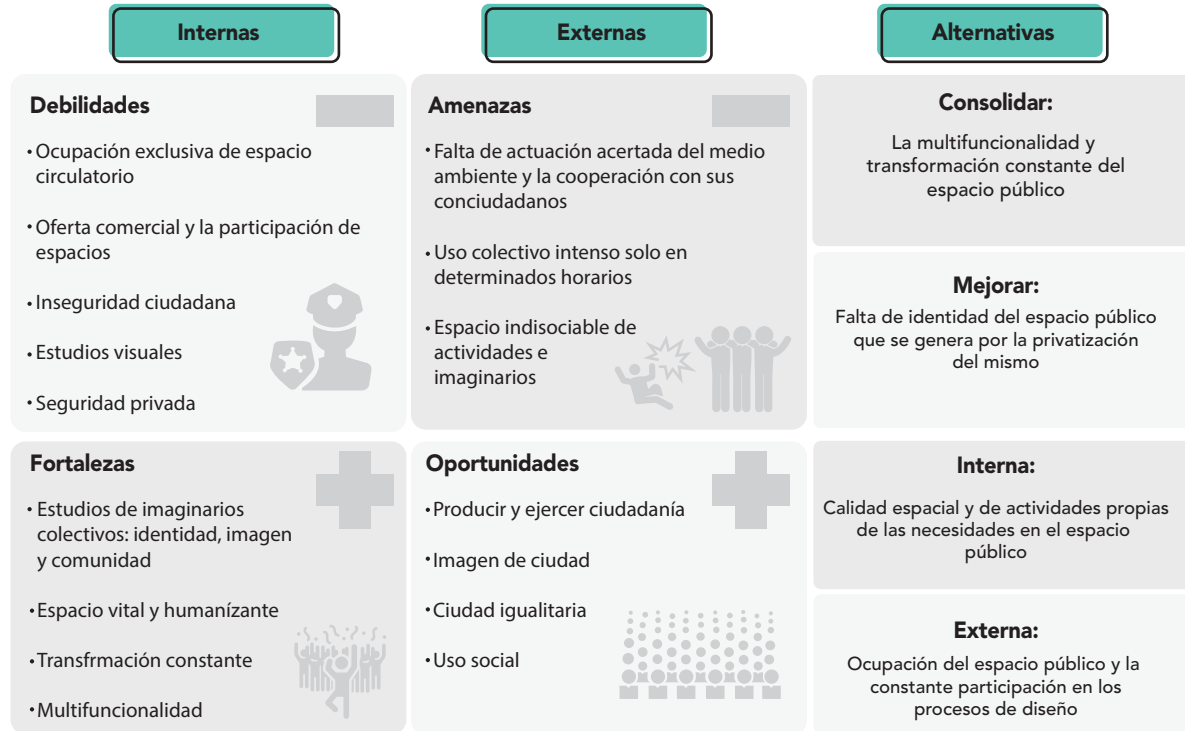 Internas
Externas
Alternativas
Debilidades
• Ocupación exclusiva de espacio
circulatorio
• Oferta comercial y la participación de
espacios
• Inseguridad ciudadana
• Estudios visuales
• Seguridad privada
Amenazas
• Falta de actuación acertada del medio
ambiente y la cooperación con sus
conciudadanos
• Uso colectivo intenso solo en
determinados horarios
• Espacio indisociable de
actividades e
imaginarios
Consolidar:
La multifuncionalidad y
transformación constante del
espacio público
Mejorar:
Falta de identidad del espacio público
que se genera por la privatización
del mismo
Fortalezas
• Estudios de imaginarios
colectivos: identidad, imagen
y comunidad
• Espacio vital y humanízante
• Transfrmación constante
• Multifuncionalidad
Oportunidades
• Producir y ejercer ciudadanía
• Imagen de ciudad
• Ciudad igualitaria
• Uso social
Interna:
Calidad espacial y de actividades propias
de las necesidades en el espacio
público
Externa:
Ocupación del espacio público y la
constante participación en los
procesos de diseño